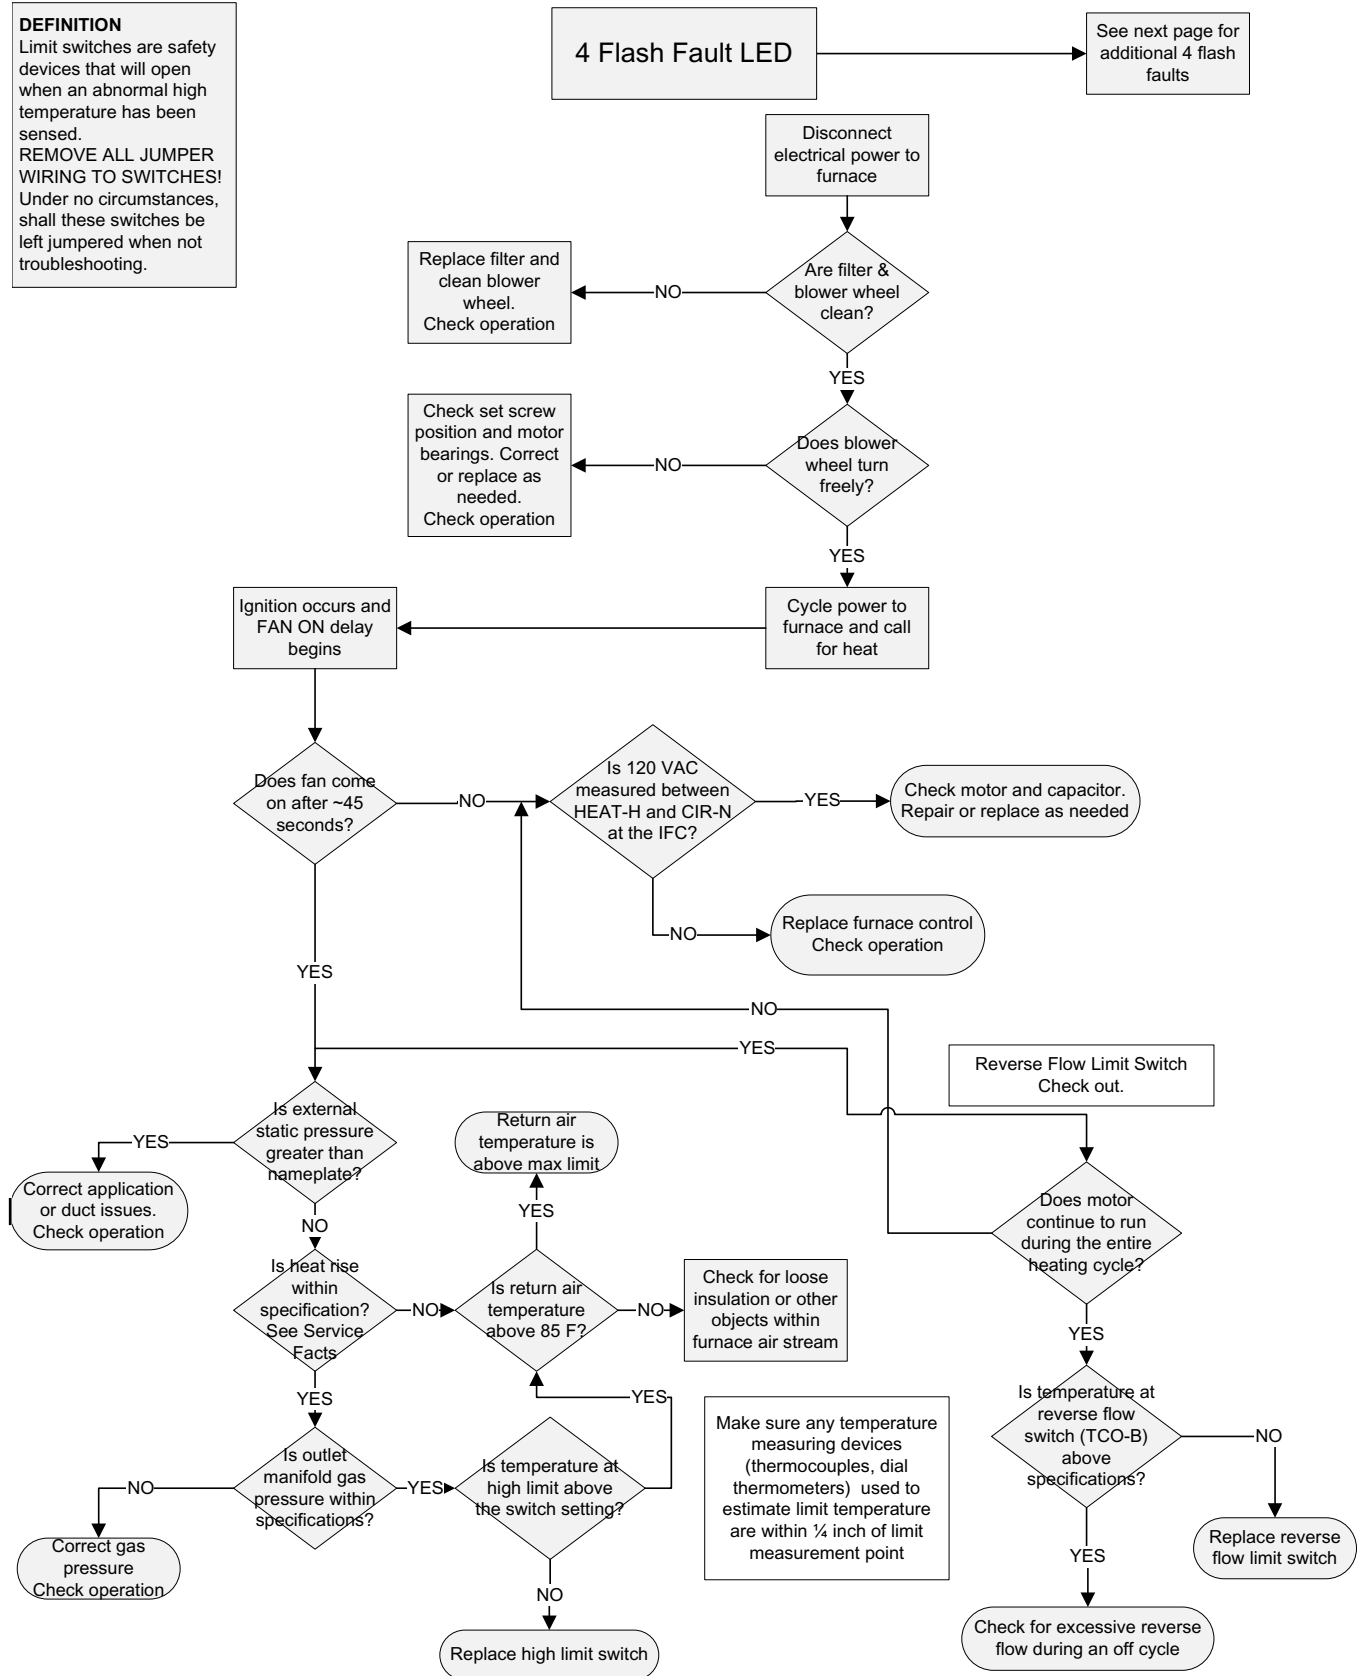 DEFINITION
Limit switches are safety
devices that will open
when an abnormal high
temperature has been
sensed.
REMOVE ALL JUMPER
WIRING TO SWITCHES!
Under no circumstances,
shall these switches be
left jumpered when not
troubleshooting.
4 Flash Fault LED
See next page for
additional 4 flash
faults
Disconnect
electrical power to
furnace
Are filter &
blower wheel
clean?
NO
Replace filter and
clean blower
wheel.
Check operation
YES
Does blower
wheel turn
freely?
NO
Check set screw
position and motor
bearings. Correct
or replace as
needed.
Check operation
YES
Cycle power to
furnace and call
for heat
Ignition occurs and
FAN ON delay
begins
Does fan come
on after ~45
seconds?
NO
Is 120 VAC
measured between
HEAT-H and CIR-N
at the IFC?
YES
Check motor and capacitor.
Repair or replace as needed
NO
Replace furnace control
Check operation
YES
NO
YES
Reverse Flow Limit Switch
Check out.
Is external
static pressure
greater than
nameplate?
YES
Correct application
or duct issues.
Check operation
NO
Return air
temperature is
above max limit
YES
Does motor
continue to run
during the entire
heating cycle?
Is heat rise
within
specification?
See Service
Facts
NO
Is return air
temperature
above 85 F?
NO
Check for loose
insulation or other
objects within
furnace air stream
YES
YES
YES
Is outlet
manifold gas
pressure within
specifications?
NO
Correct gas
pressure
Check operation
YES
Is temperature at
high limit above
the switch setting?
NO
Replace high limit switch
Make sure any temperature
measuring devices
(thermocouples, dial
thermometers) used to
estimate limit temperature
are within ¼ inch of limit
measurement point
Is temperature at
reverse flow
switch (TCO-B)
above
specifications?
NO
Replace reverse
flow limit switch
YES
Check for excessive reverse
flow during an off cycle